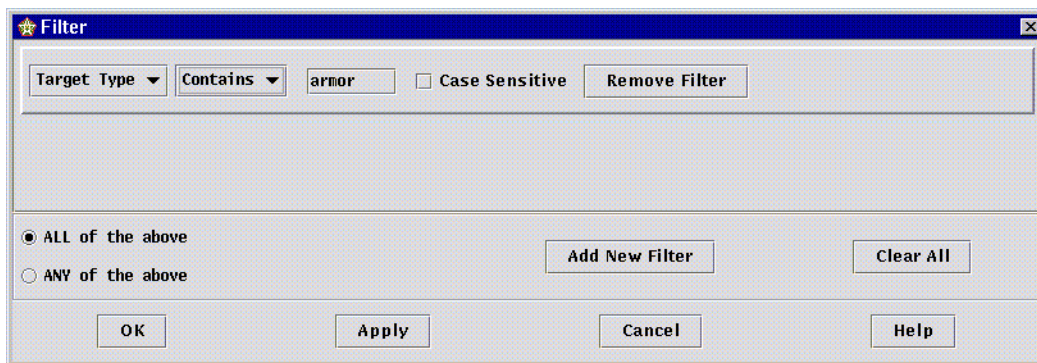 Filter
Target Type Contains armor Case Sensitive Remove Filter
ALL of the above
Add New Filter Clear All
ANY of the above
OK Apply Cancel Help